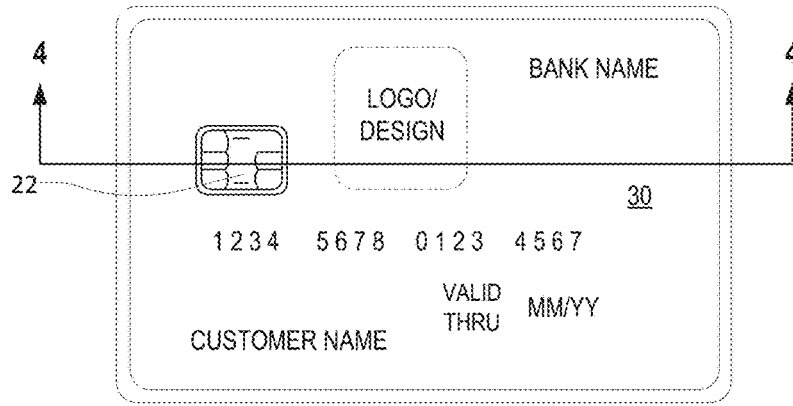 4 4
BANK NAME
LOGO/
DESIGN
22
30
1234 5678 0123 4567
VALID
THRU
MM/YY
CUSTOMER NAME